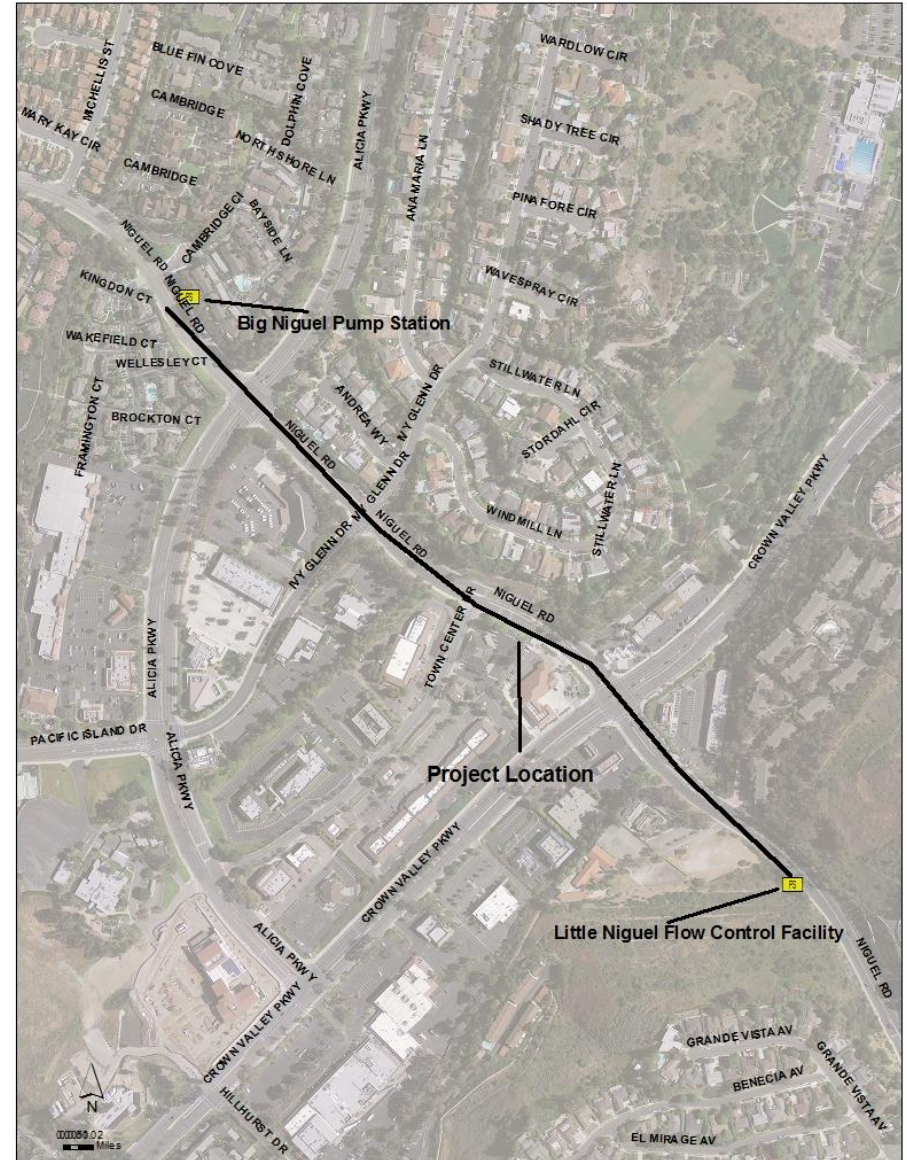 WARDLOW CIR
MICHELLIS ST
BLUE FIN COVE
DOLPHIN COVE
ALICIA PKWY
CAMBRIDGE
SHADY TREE CIR
MARY KAY CIR
NORTHSHORE LN
ANAMARIA LN
CAMBRIDGE
PINAFORE CIR
CAMBRIDGE CI
BAYSIDE LN
NIGUEL RD
WAVESPRAY CIR
KINGDON CT
PS
NIGUEL RD
Big Niguel Pump Station
WAKEFIELD CT
WELLESLEY CT
STILLWATER LN
ANDREA WY
IVY GLENN DR
FRAMINGTON CT
BROCKTON CT
STORDAHL CIR
NIGUEL RD
IVY GLENN DR
STILLWATER LN
CROWN VALLEY PKWY
WINDMILL LN
IVY GLENN DR
NIGUEL RD
NIGUEL RD
TOWN CENTER DR
ALICIA PKWY
PACIFIC ISLAND DR
ALICIA PKWY
Project Location
CROWN VALLEY PKWY
PS
Little Niguel Flow Control Facility
ALICIA PKWY
NIGUEL RD
CROWN VALLEY PKWY
GRANDE VISTA AV
GRANDE VISTA AV
BENECIA AV
N
HILLHURST DR
EL MIRAGE AV
Miles